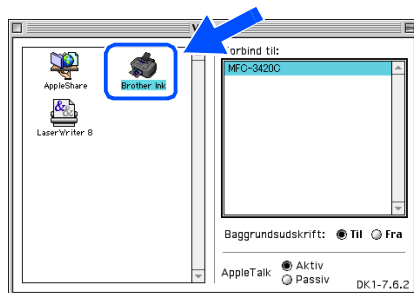 AppleShare
Brother Ink
LaserWriter 8
Forbind til:
MFC-3420C
Baggrundsudskrift: Til Fra
AppleTalk Aktiv
Passiv
DK1-7.6.2